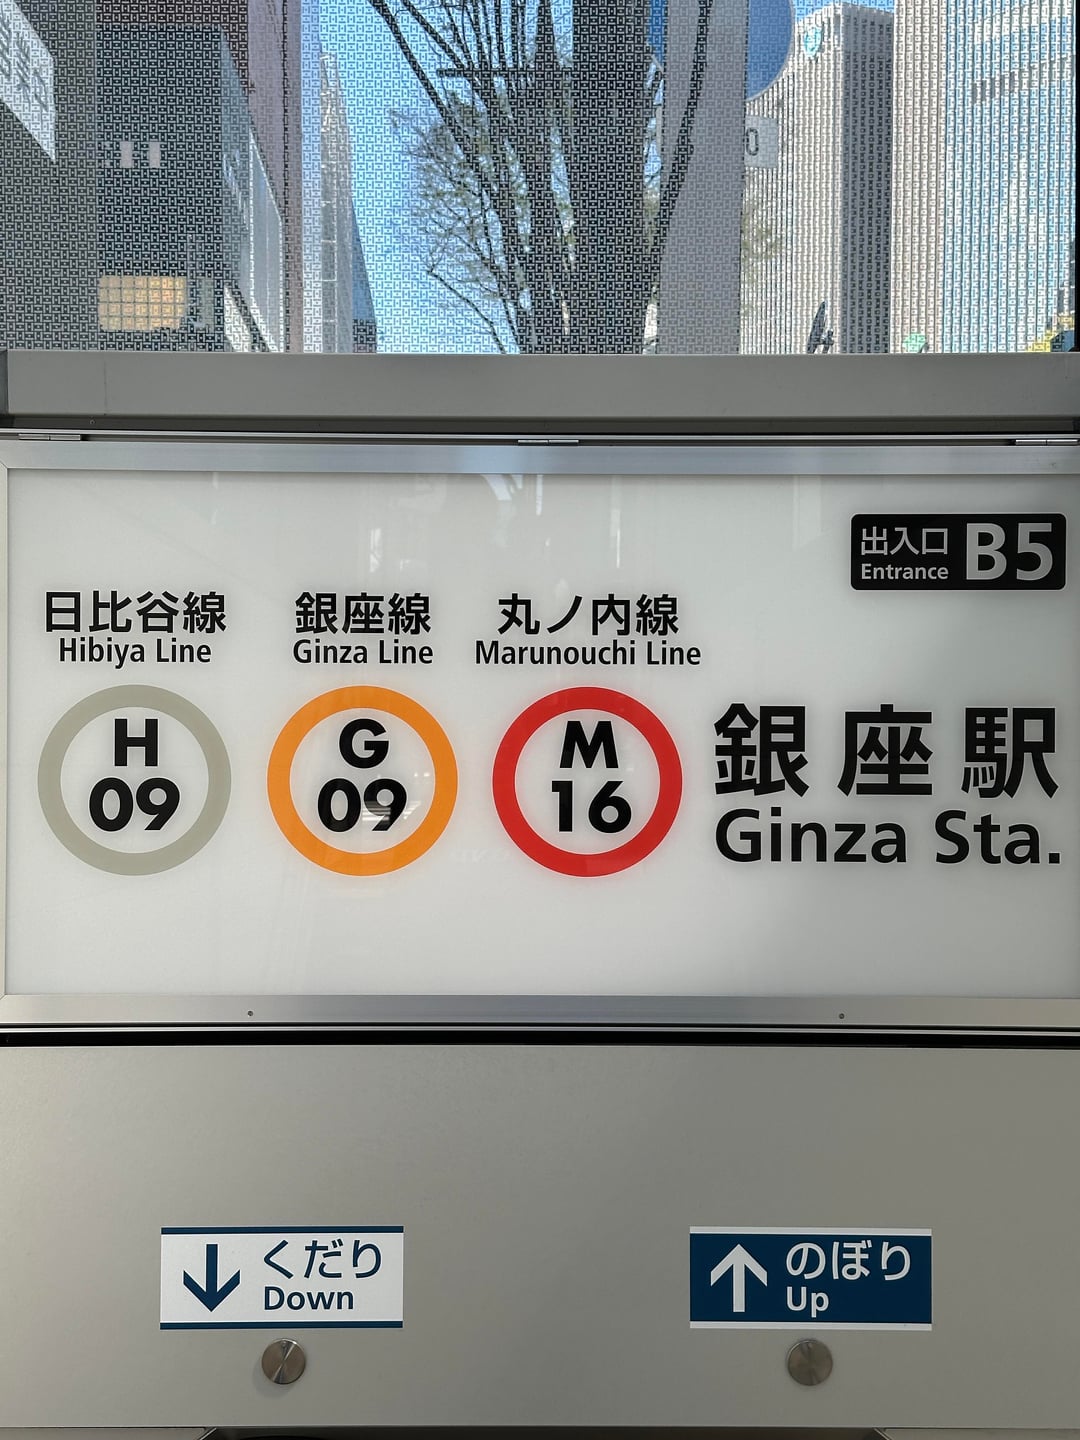 出入口
Entrance
B5
日比谷線
Hibiya Line
H
09
銀座線
Ginza Line
G
09
丸ノ内線
Marunouchi Line
M
16
銀座駅
Ginza Sta.
くだり
Down
のぼり
Up